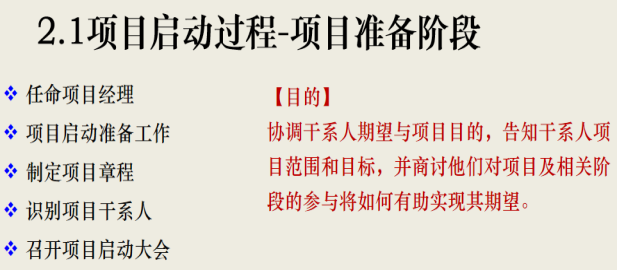 2.1项目启动过程-项目准备阶段
任命项目经理
项目启动准备工作
制定项目章程
识别项目干系人
召开项目启动大会
【目的】
协调干系人期望与项目目的，告知干系人项
目范围和目标，并商讨他们对项目及相关阶
段的参与将如何有助实现其期望。